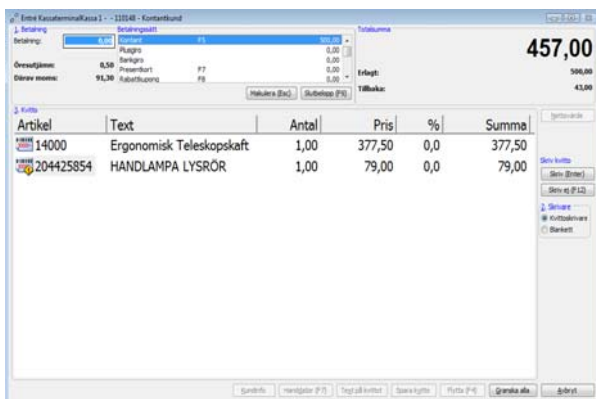 Entré KassaterminalKassa 1 - - 110148 - Kontantkund
1. Betalning
Betalning: 0,00
Öresutjämn: 0,50
Därav moms: 91,30
Betalningssätt
Kontant F5 500,00
Plusgiro 0,00
Bankgiro 0,00
Presentkort F7 0,00
Rabattkupong F8 0,00
Makulera (Esc) Slutbelopp (F9)
Totalsumma
457,00
Erlagt: 500,00
Tillbaka: 43,00
3. Kvitto
Artikel Text Antal Pris % Summa
14000 Ergonomisk Teleskopskaft 1,00 377,50 0,0 377,50
204425854 HANDLAMPA LYSRÖR 1,00 79,00 0,0 79,00
Nettovärde
Skriv kvitto
Skriv (Enter)
Skriv ej (F12)
2. Skrivare
Kvittoskrivare
Blankett
Kundinfo Handdator (F3) Text på kvittot Spara kvitto Flytta (F4) Granska alla Avbryt